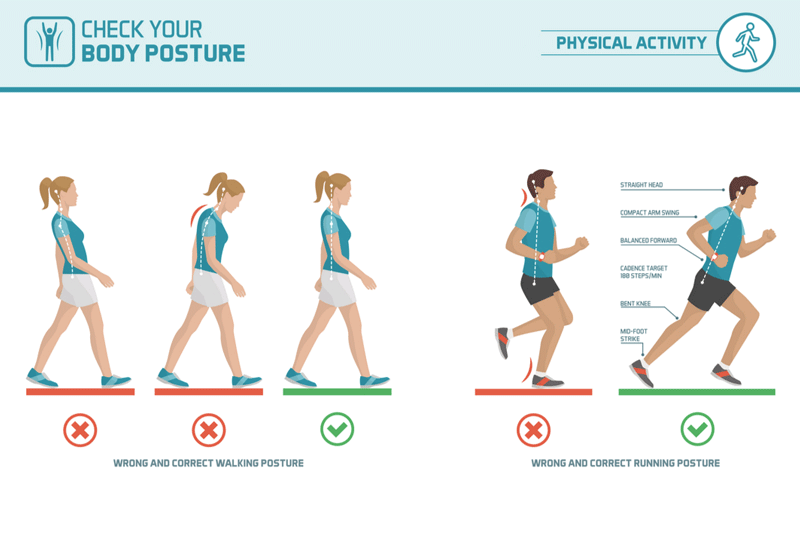 CHECK YOUR
BODY POSTURE
PHYSICAL ACTIVITY
STRAIGHT HEAD
COMPACT ARM SWING
BALANCED FORWARD
CADENCE TARGET
180 STEPS/MIN
BENT KNEE
MID-FOOT
STRIKE
WRONG AND CORRECT WALKING POSTURE
WRONG AND CORRECT RUNNING POSTURE